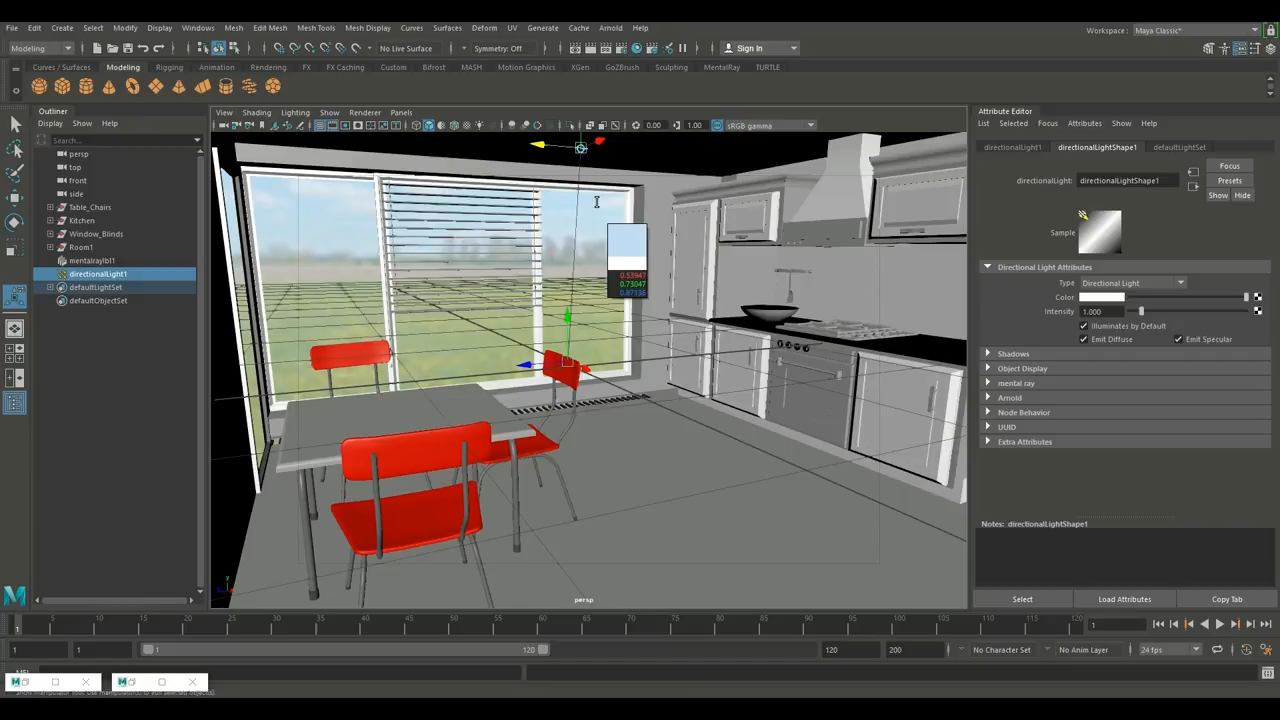 File Edit Create Select Modify Display Windows Mesh Edit Mesh Mesh Tools Mesh Display Curves Surfaces Deform UV Generate Cache Arnold Help
Workspace : Maya Classic*
Modeling No Live Surface Symmetry: Off Sign In
Curves / Surfaces Modeling Rigging Animation Rendering FX FX Caching Custom Bifrost MASH Motion Graphics XGen GoZBrush Sculpting MentalRay TURTLE
Outliner
Display Show Help
Search...
persp
top
front
side
Table_Chairs
Kitchen
Window_Blinds
Room1
mentalrayIbl1
directionalLight1
defaultLightSet
defaultObjectSet
View Shading Lighting Show Renderer Panels
0.00 1.00 sRGB gamma
0.53947
0.73047
0.87136
persp
Attribute Editor
List Selected Focus Attributes Show Help
directionalLight1 directionalLightShape1 defaultLightSet
directionalLight: directionalLightShape1
Focus
Presets
Show Hide
Sample
Directional Light Attributes
Type Directional Light
Color
Intensity 1.000
Illuminates by Default
Emit Diffuse Emit Specular
Shadows
Object Display
mental ray
Arnold
Node Behavior
UUID
Extra Attributes
Notes: directionalLightShape1
Select Load Attributes Copy Tab
5 10 15 20 25 30 35 40 45 50 55 60 65 70 75 80 85 90 95 100 105 110 115 120
1
1
1 1 1 120 120 200 No Character Set No Anim Layer 24 fps